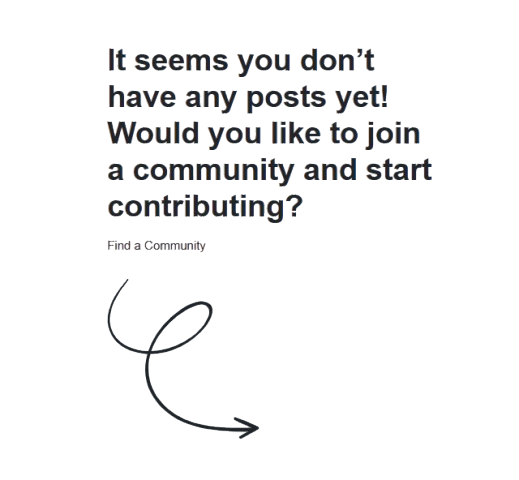 It seems you don’t
have any posts yet!
Would you like to join
a community and start
contributing?
Find a Community